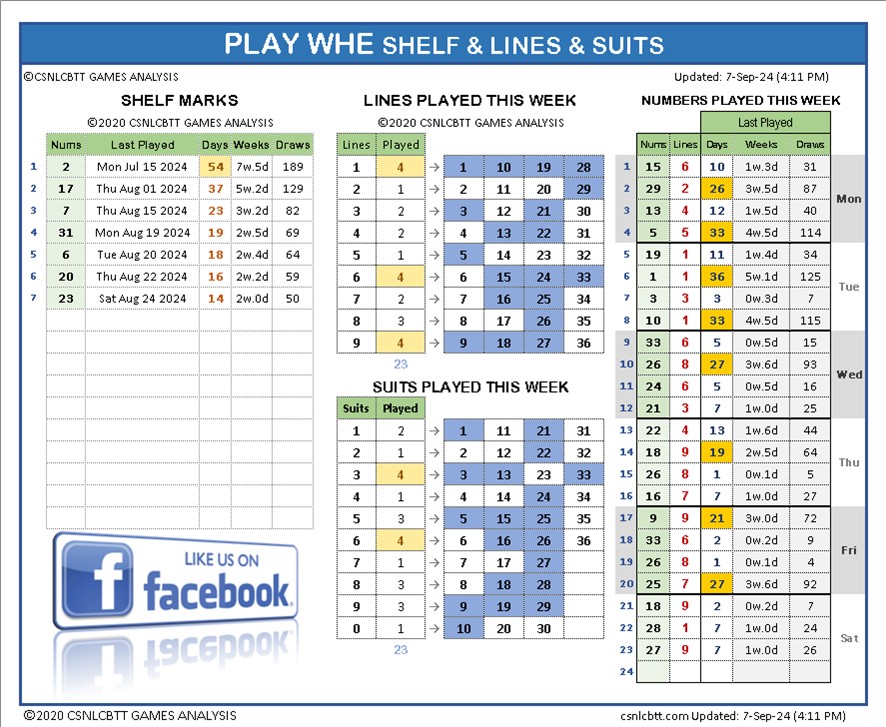 PLAY WHE SHELF & LINES & SUITS
©CSNLCBTT GAMES ANALYSIS
Updated: 7-Sep-24 (4:11 PM)
SHELF MARKS
©2020 CSNLCBTT GAMES ANALYSIS
Nums Last Played Days Weeks Draws
1 2 Mon Jul 15 2024 54 7w.5d 189
2 17 Thu Aug 01 2024 37 5w.2d 129
3 7 Thu Aug 15 2024 23 3w.2d 82
4 31 Mon Aug 19 2024 19 2w.5d 69
5 6 Tue Aug 20 2024 18 2w.4d 64
6 20 Thu Aug 22 2024 16 2w.2d 59
7 23 Sat Aug 24 2024 14 2w.0d 50
LIKE US ON
f facebook.
LINES PLAYED THIS WEEK
©2020 CSNLCBTT GAMES ANALYSIS
Lines Played
1 4 → 1 10 19 28
2 1 → 2 11 20 29
3 2 → 3 12 21 30
4 2 → 4 13 22 31
5 1 → 5 14 23 32
6 4 → 6 15 24 33
7 2 → 7 16 25 34
8 3 → 8 17 26 35
9 4 → 9 18 27 36
23
SUITS PLAYED THIS WEEK
Suits Played
1 2 → 1 11 21 31
2 1 → 2 12 22 32
3 4 → 3 13 23 33
4 1 → 4 14 24 34
5 3 → 5 15 25 35
6 4 → 6 16 26 36
7 1 → 7 17 27
8 3 → 8 18 28
9 3 → 9 19 29
0 1 → 10 20 30
23
NUMBERS PLAYED THIS WEEK
Last Played
Nums Lines Days Weeks Draws
1 15 6 10 1w.3d 31
2 29 2 26 3w.5d 87
Mon
3 13 4 12 1w.5d 40
4 5 5 33 4w.5d 114
5 19 1 11 1w.4d 34
6 1 1 36 5w.1d 125
Tue
7 3 3 3 0w.3d 7
8 10 1 33 4w.5d 115
9 33 6 5 0w.5d 15
10 26 8 27 3w.6d 93
Wed
11 24 6 5 0w.5d 16
12 21 3 7 1w.0d 25
13 22 4 13 1w.6d 44
14 18 9 19 2w.5d 64
Thu
15 26 8 1 0w.1d 5
16 16 7 7 1w.0d 27
17 9 9 21 3w.0d 72
18 33 6 2 0w.2d 9
Fri
19 26 8 1 0w.1d 4
20 25 7 27 3w.6d 92
21 18 9 2 0w.2d 7
22 28 1 7 1w.0d 24
Sat
23 27 9 7 1w.0d 26
24
©2020 CSNLCBTT GAMES ANALYSIS
csnlcbtt.com Updated: 7-Sep-24 (4:11 PM)